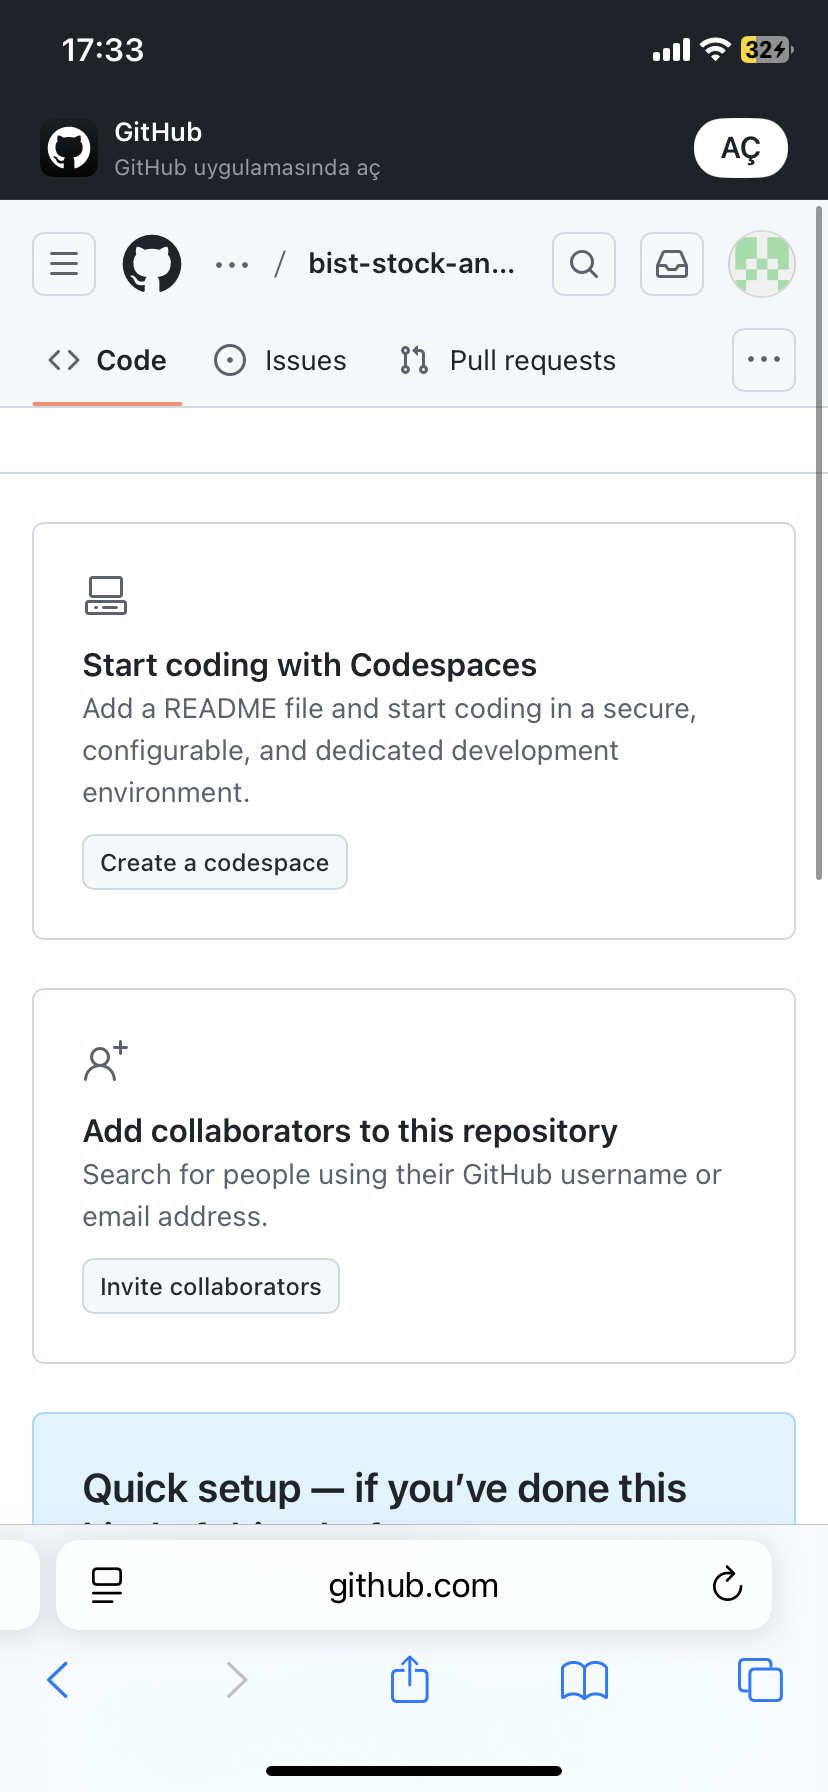 17:33
32
GitHub
GitHub uygulamasında aç
AÇ
... / bist-stock-an...
Code
Issues
Pull requests
Start coding with Codespaces
Add a README file and start coding in a secure,
configurable, and dedicated development
environment.
Create a codespace
Add collaborators to this repository
Search for people using their GitHub username or
email address.
Invite collaborators
Quick setup — if you’ve done this
github.com